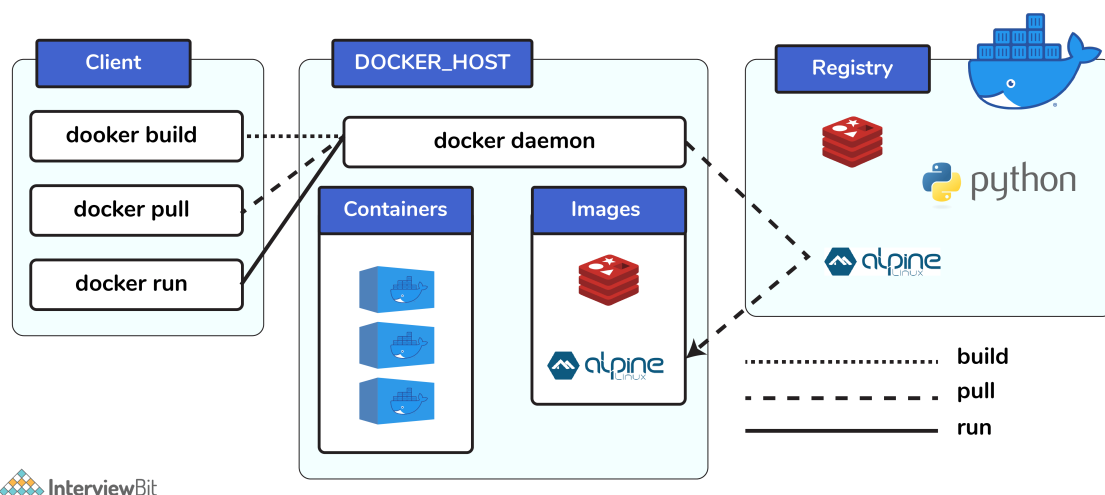 Client
dooker build
docker pull
docker run
DOCKER_HOST
docker daemon
Containers
Images
alpine
Linux
Registry
python
alpine
Linux
build
pull
run
InterviewBit